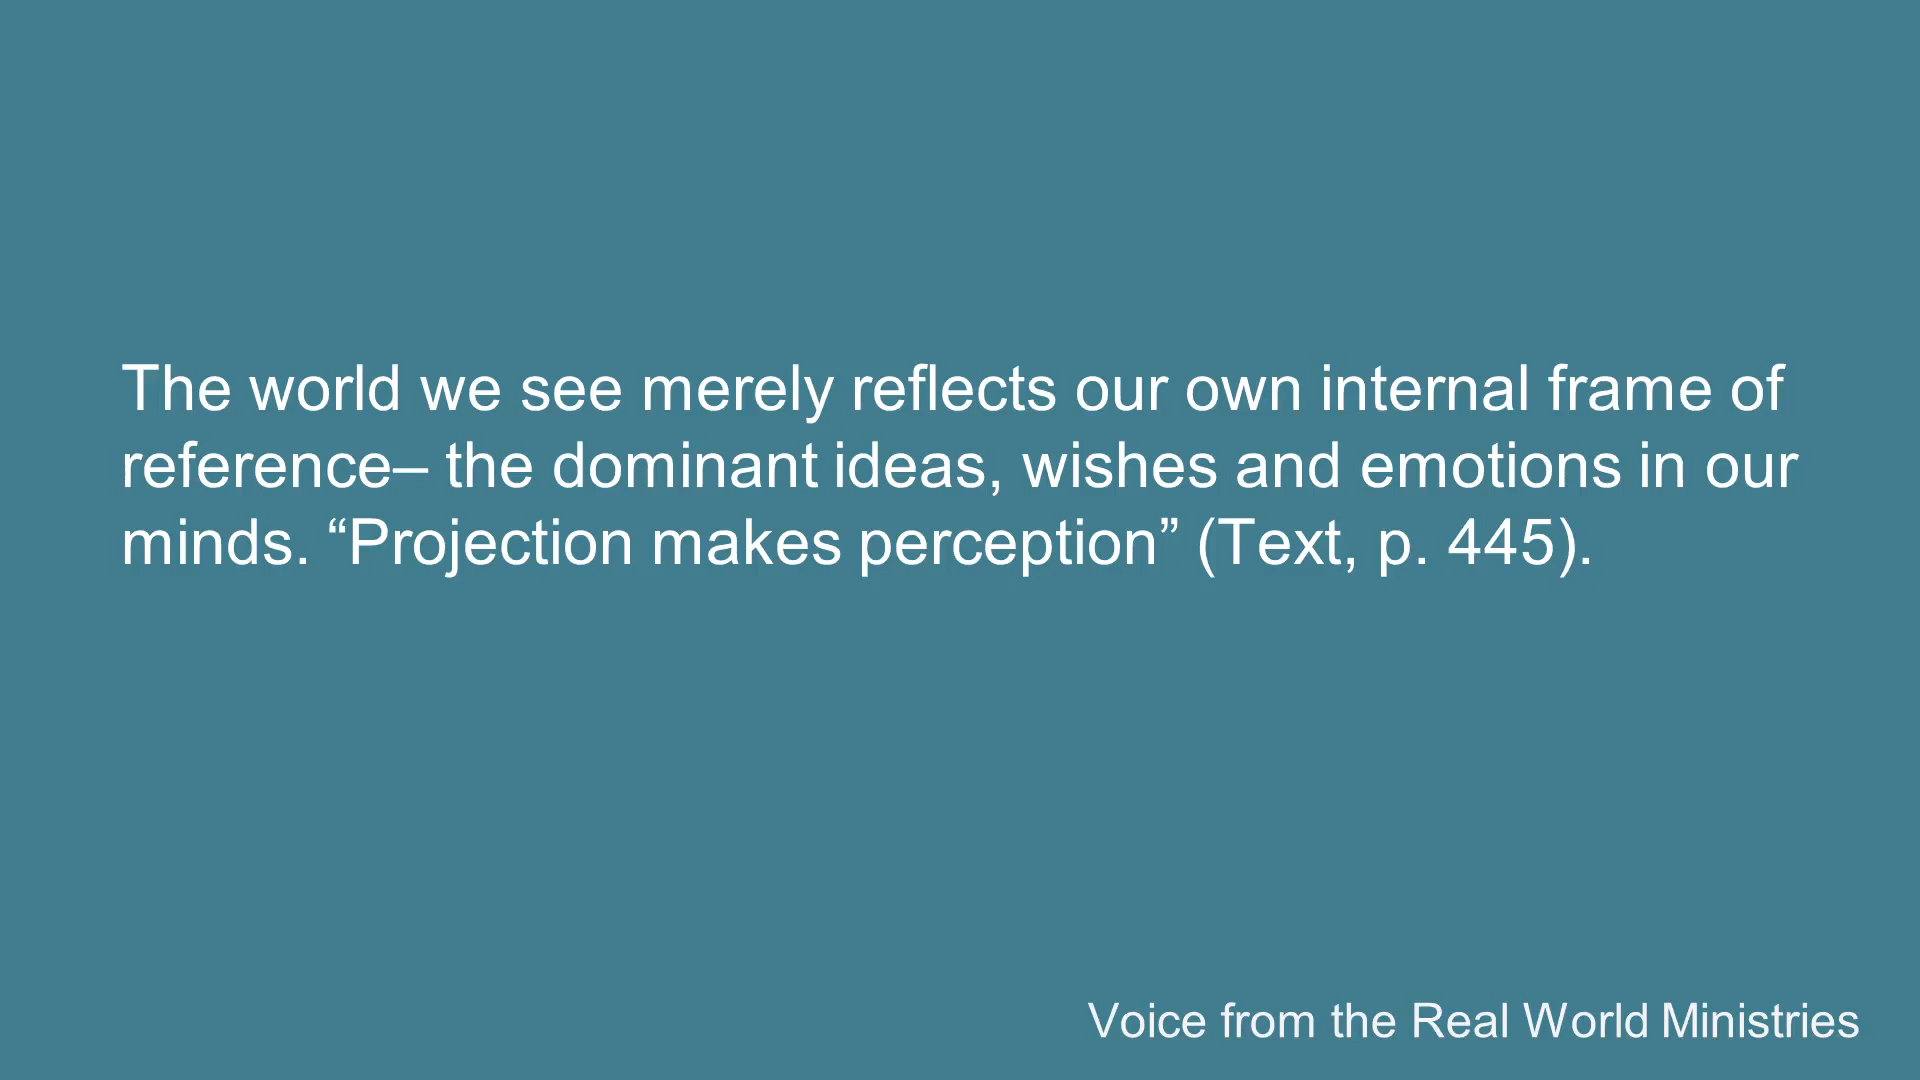 The world we see merely reflects our own internal frame of
reference– the dominant ideas, wishes and emotions in our
minds. “Projection makes perception” (Text, p. 445).
Voice from the Real World Ministries